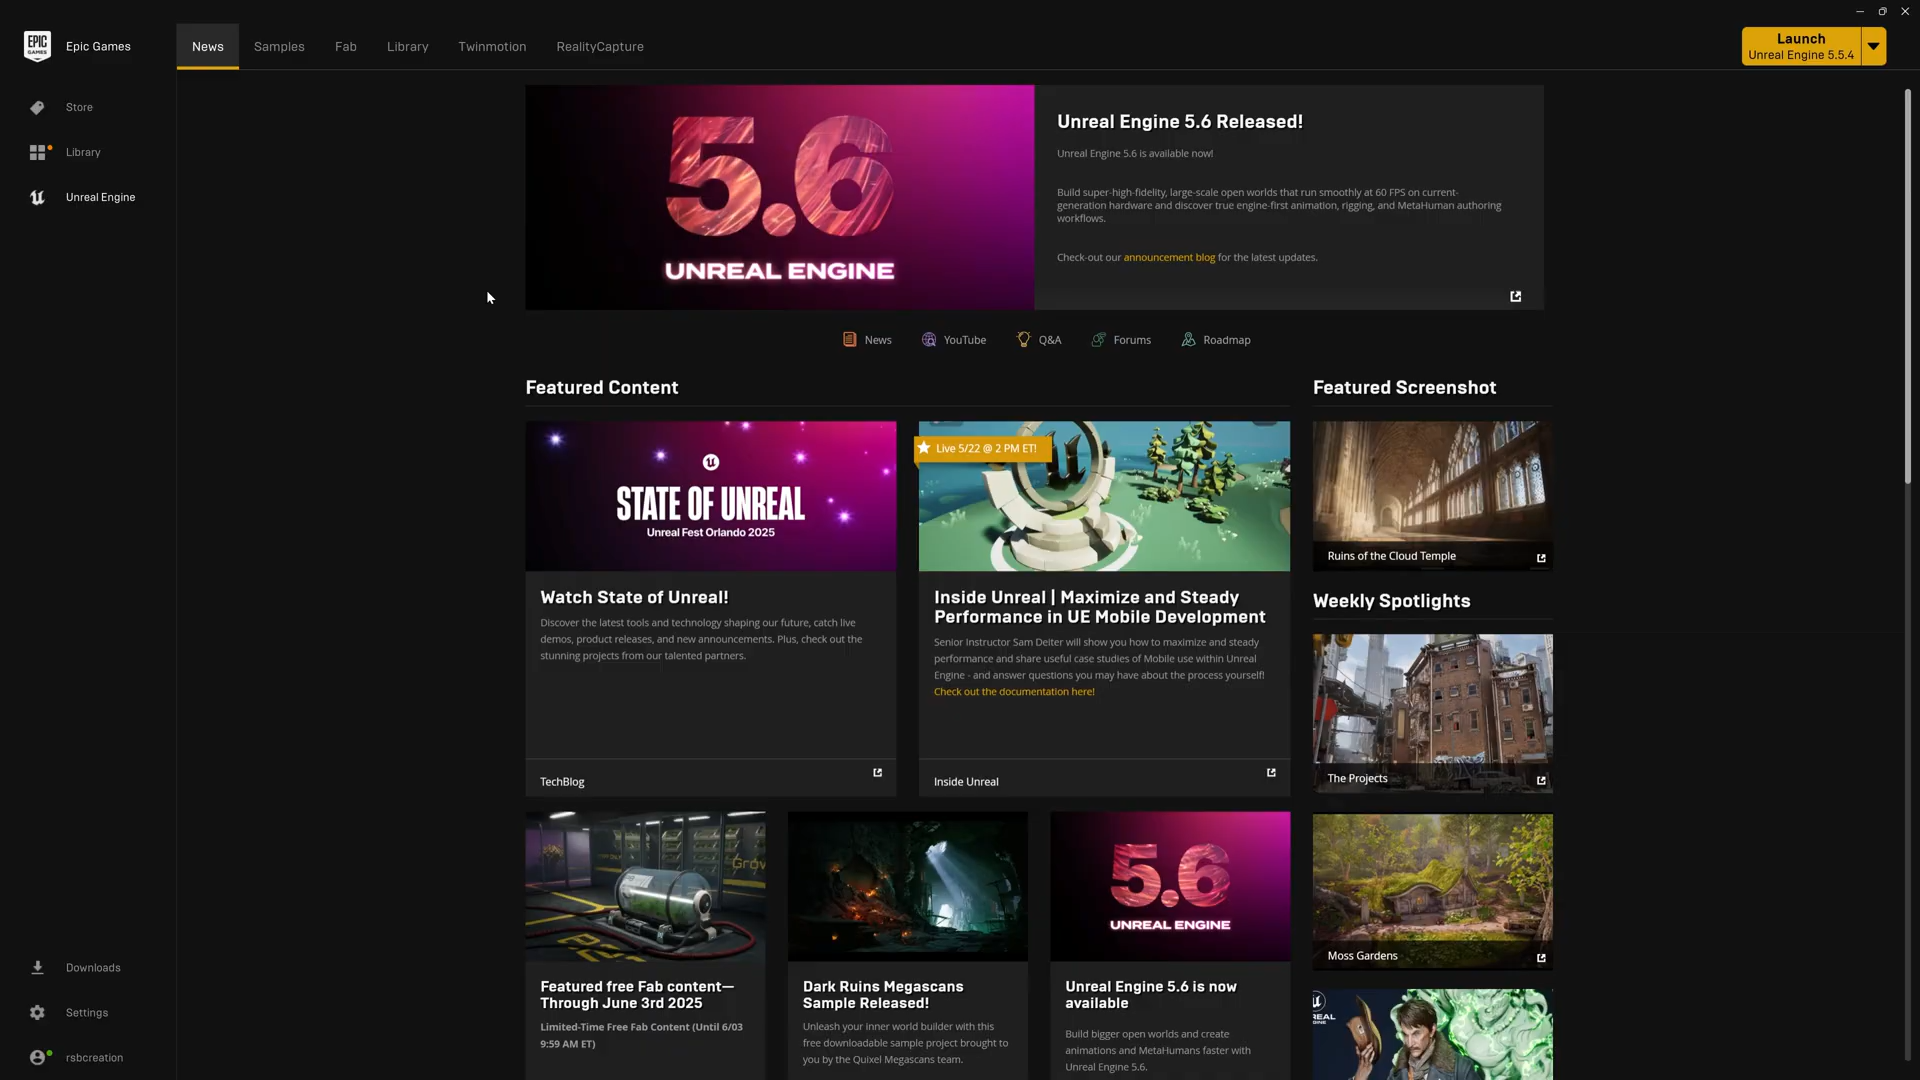 EPIC
GAMES
Epic Games
News
Samples
Fab
Library
Twinmotion
RealityCapture
Launch
Unreal Engine 5.5.4
Store
Library
Unreal Engine
5.6
UNREAL ENGINE
Unreal Engine 5.6 Released!
Unreal Engine 5.6 is available now!
Build super-high-fidelity, large-scale open worlds that run smoothly at 60 FPS on current-
generation hardware and discover true engine-first animation, rigging, and MetaHuman authoring
workflows.
Check-out our announcement blog for the latest updates.
News
YouTube
Q&A
Forums
Roadmap
Featured Content
STATE OF UNREAL
Unreal Fest Orlando 2025
Watch State of Unreal!
Discover the latest tools and technology shaping our future, catch live
demos, product releases, and new announcements. Plus, check out the
stunning projects from our talented partners.
TechBlog
Live 5/22 @ 2 PM ET!
Inside Unreal | Maximize and Steady
Performance in UE Mobile Development
Senior Instructor Sam Deiter will show you how to maximize and steady
performance and share useful case studies of Mobile use within Unreal
Engine - and answer questions you may have about the process yourself!
Check out the documentation here!
Inside Unreal
Featured Screenshot
Ruins of the Cloud Temple
Weekly Spotlights
The Projects
Moss Gardens
Grow
Featured free Fab content—
Through June 3rd 2025
Limited-Time Free Fab Content (Until 6/03
9:59 AM ET)
Dark Ruins Megascans
Sample Released!
Unleash your inner world builder with this
free downloadable sample project brought to
you by the Quixel Megascans team.
5.6
UNREAL ENGINE
Unreal Engine 5.6 is now
available
Build bigger open worlds and create
animations and MetaHumans faster with
Unreal Engine 5.6.
Downloads
Settings
rsbcreation